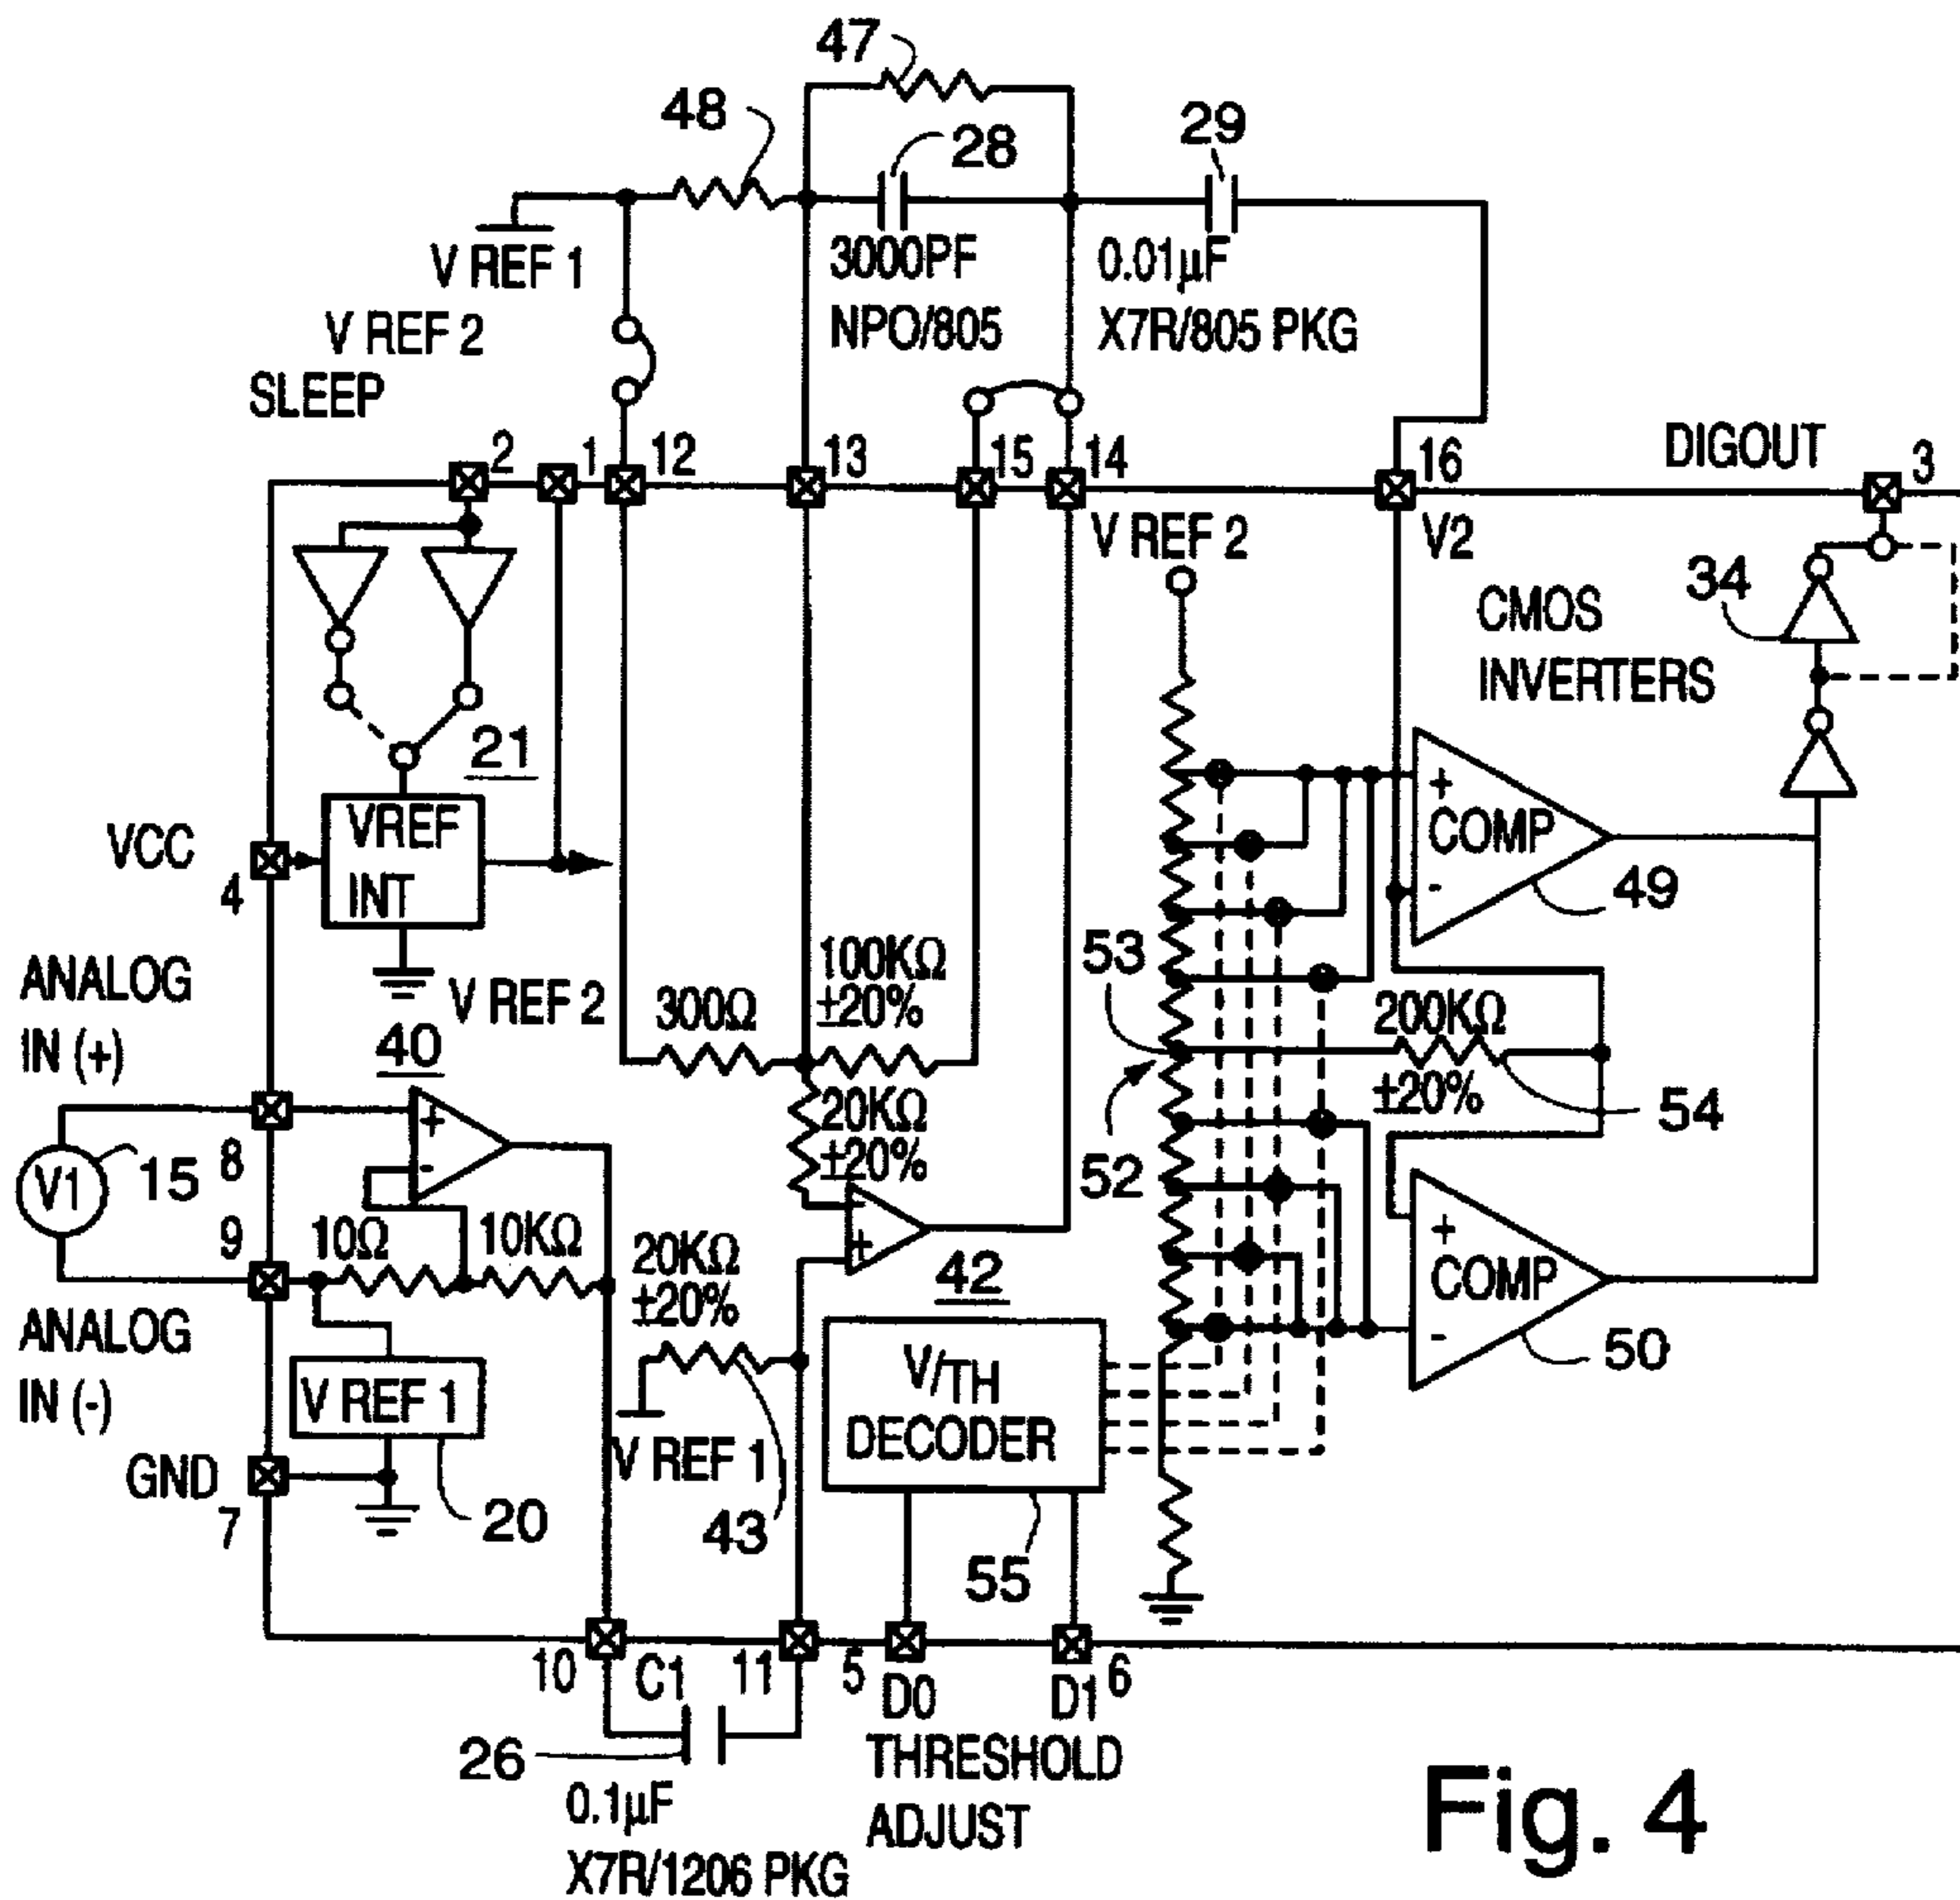 47
48
28
29
V REF 1
3000PF
NPO/805
0.01µF
X7R/805 PKG
V REF 2
SLEEP
2
1
12
13
15
14
16
DIGOUT
3
V REF 2
V2
34
CMOS
INVERTERS
21
VREF
INT
VCC
4
+
COMP
-
49
ANALOG
IN (+)
V REF 2
40
300Ω
100KΩ
±20%
53
200KΩ
±20%
54
8
+
-
20KΩ
±20%
52
V1
15
9
10Ω
10KΩ
20KΩ
±20%
-
+
42
+
COMP
-
50
ANALOG
IN (-)
V REF 1
V/TH
DECODER
GND
7
20
V REF 1
43
55
10
C1
11
5
D0
D1
6
26
0.1µF
X7R/1206 PKG
THRESHOLD
ADJUST
Fig. 4